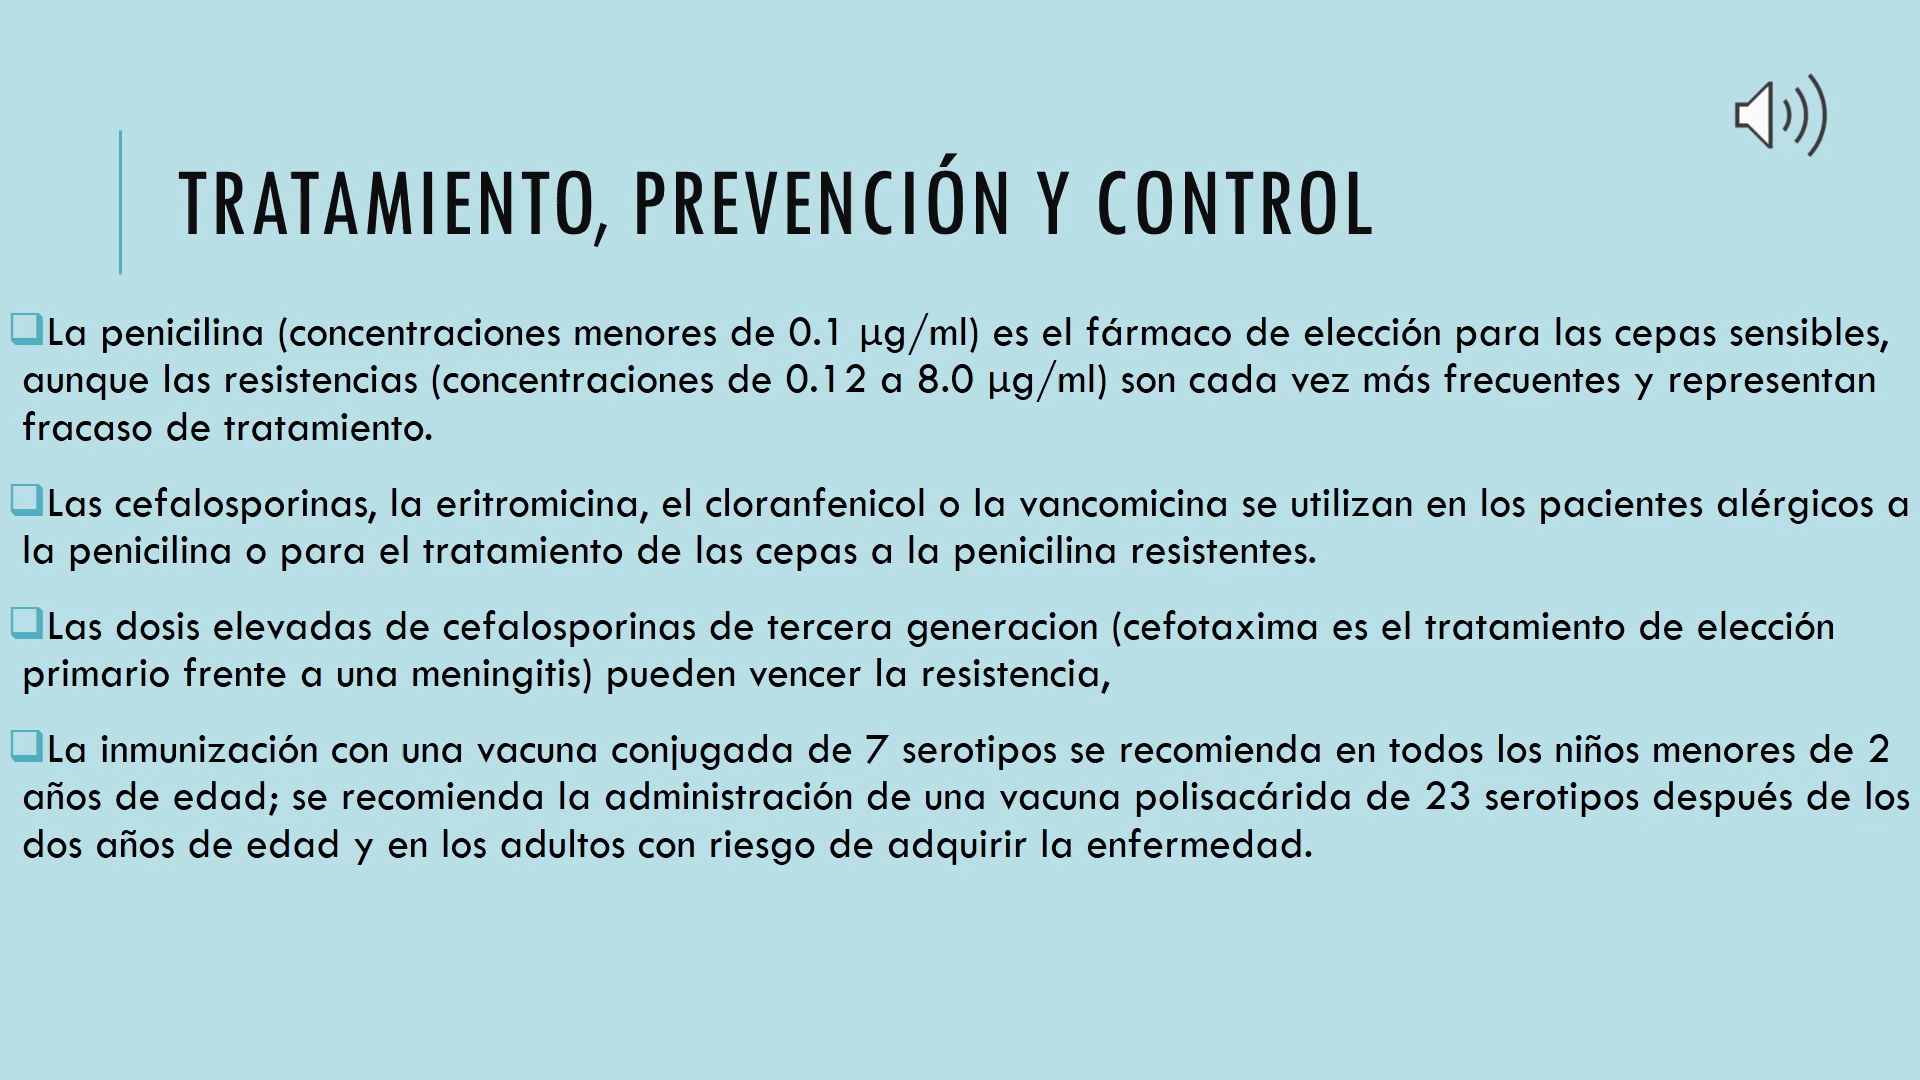 TRATAMIENTO, PREVENCIÓN Y CONTROL
La penicilina (concentraciones menores de 0.1 µg/ml) es el fármaco de elección para las cepas sensibles,
aunque las resistencias (concentraciones de 0.12 a 8.0 µg/ml) son cada vez más frecuentes y representan
fracaso de tratamiento.
Las cefalosporinas, la eritromicina, el cloranfenicol o la vancomicina se utilizan en los pacientes alérgicos a
la penicilina o para el tratamiento de las cepas a la penicilina resistentes.
Las dosis elevadas de cefalosporinas de tercera generacion (cefotaxima es el tratamiento de elección
primario frente a una meningitis) pueden vencer la resistencia,
La inmunización con una vacuna conjugada de 7 serotipos se recomienda en todos los niños menores de 2
años de edad; se recomienda la administración de una vacuna polisacárida de 23 serotipos después de los
dos años de edad y en los adultos con riesgo de adquirir la enfermedad.